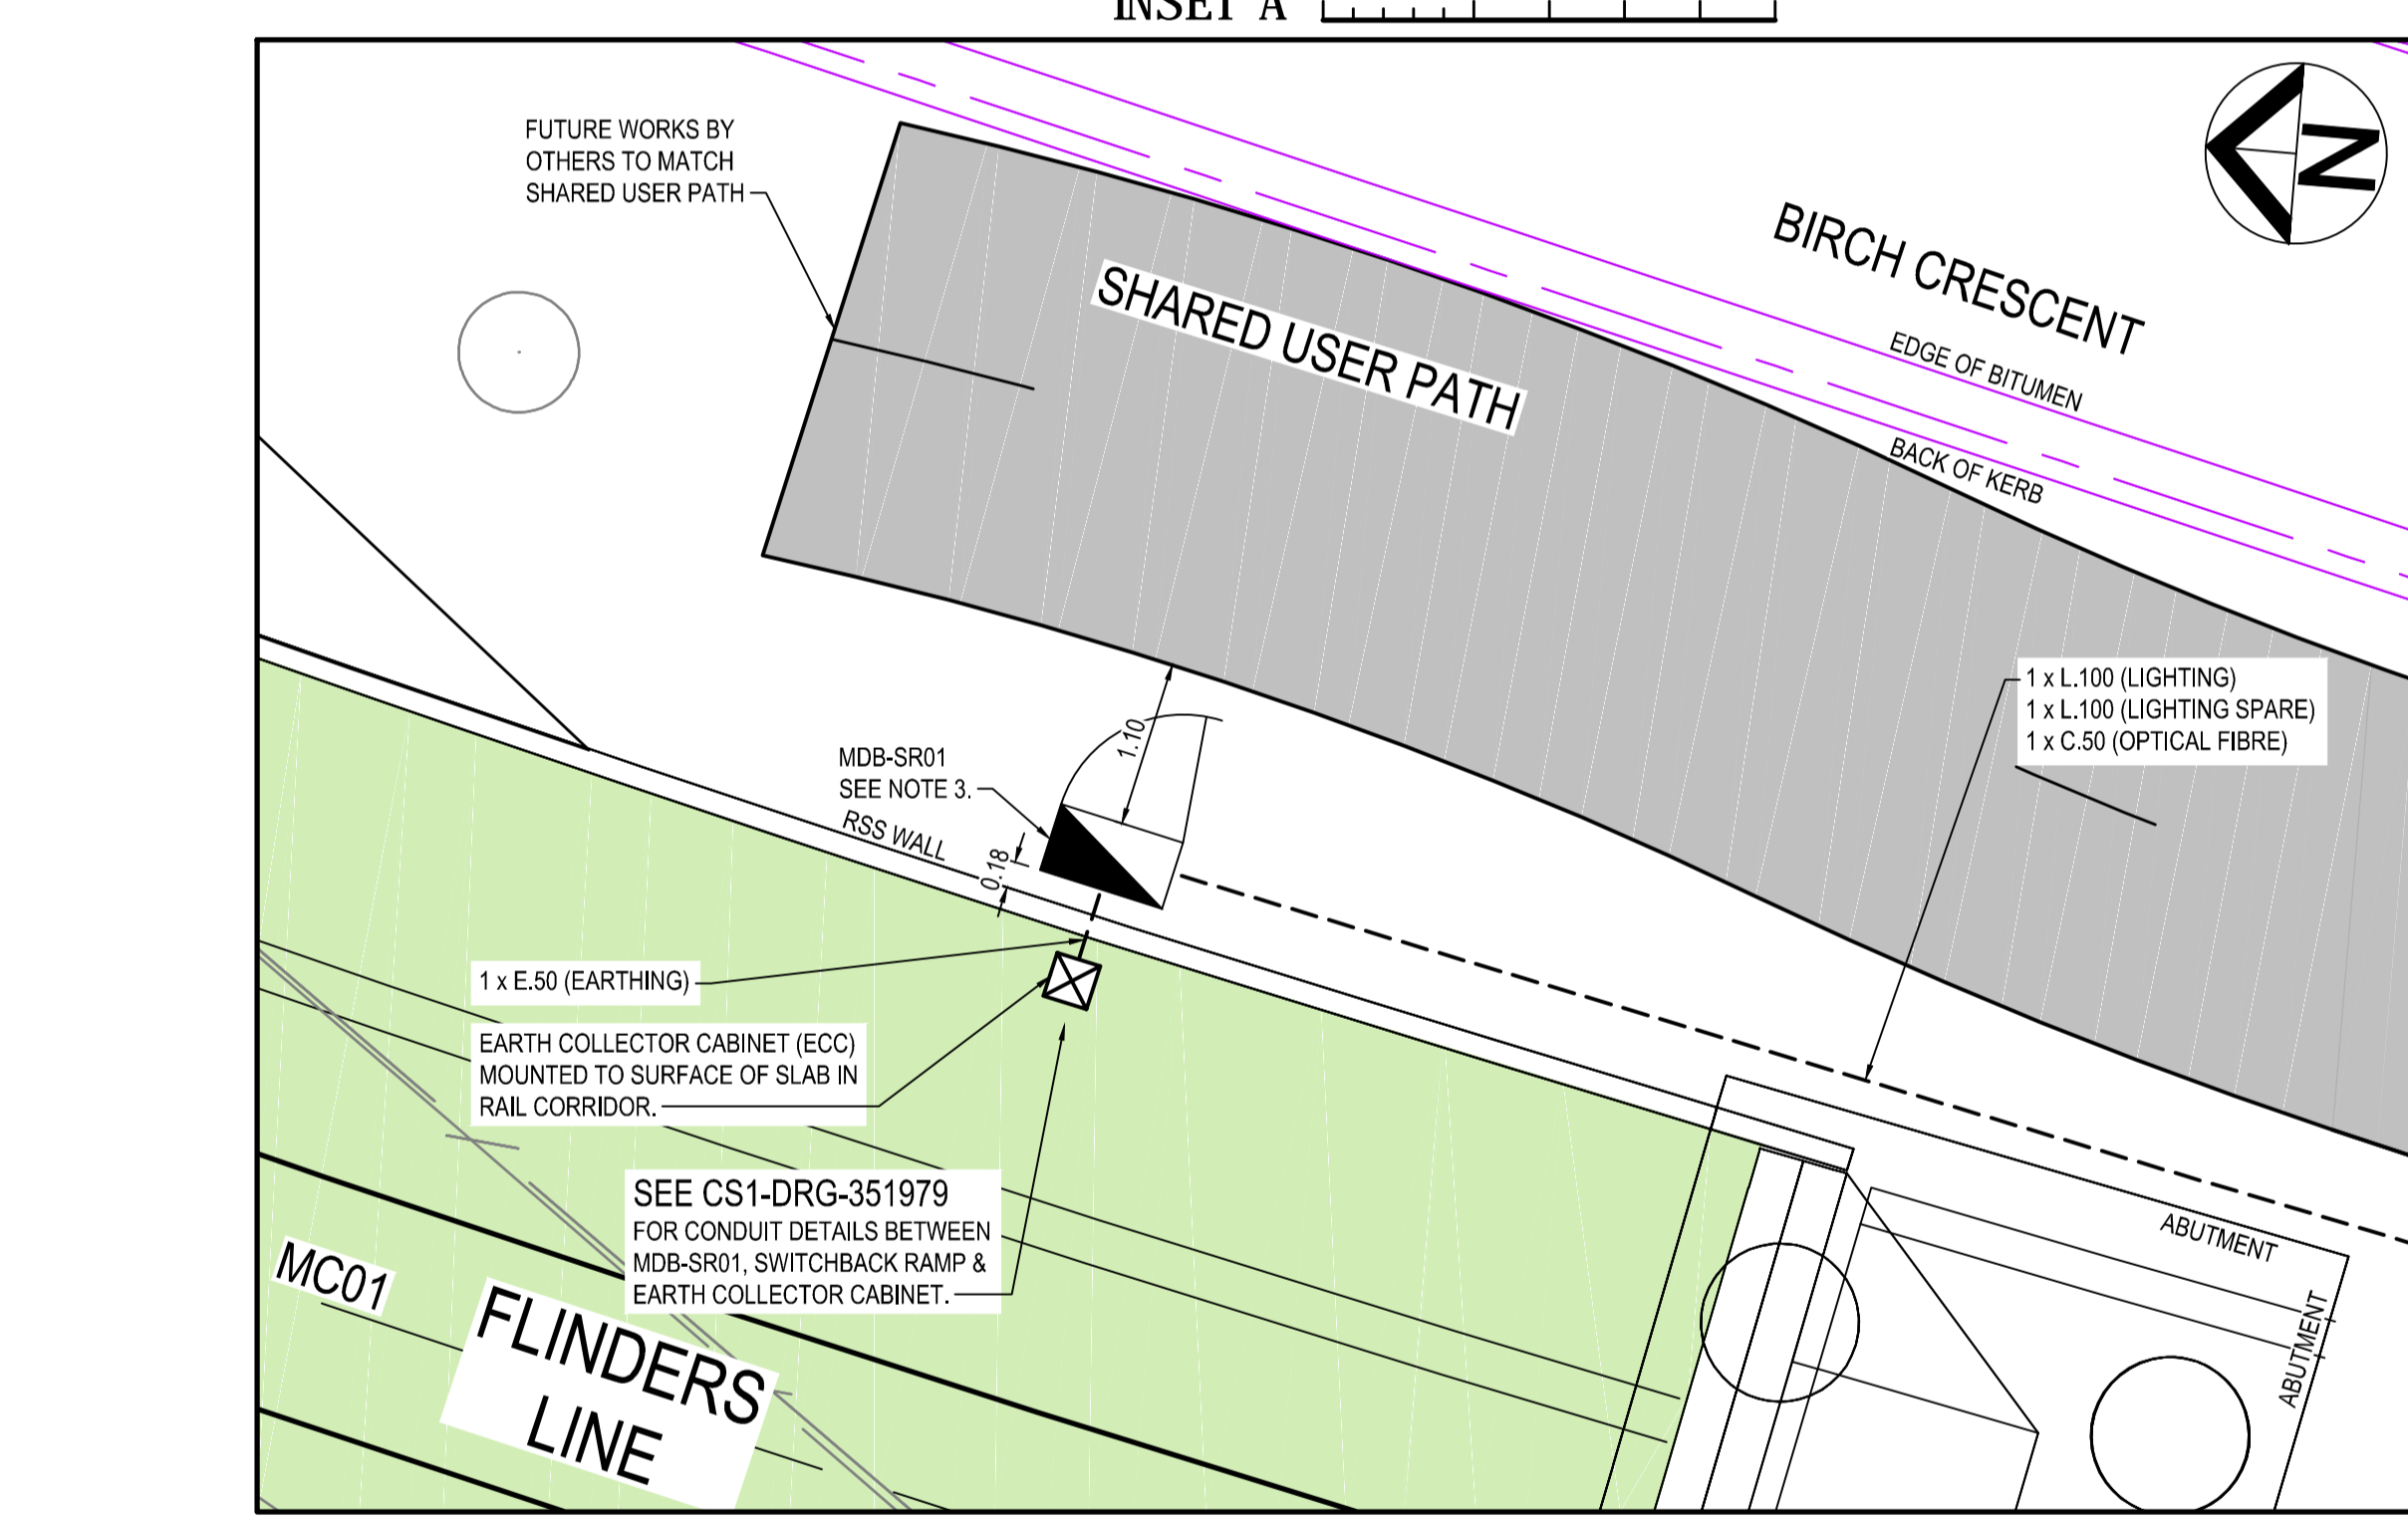 INSET A
FUTURE WORKS BY
OTHERS TO MATCH
SHARED USER PATH
N
BIRCH CRESCENT
SHARED USER PATH
EDGE OF BITUMEN
BACK OF KERB
1 x L.100 (LIGHTING)
1 x L.100 (LIGHTING SPARE)
1 x C.50 (OPTICAL FIBRE)
1.10
MDB-SR01
SEE NOTE 3.
RSS WALL
0.18
1 x E.50 (EARTHING)
EARTH COLLECTOR CABINET (ECC)
MOUNTED TO SURFACE OF SLAB IN
RAIL CORRIDOR.
SEE CS1-DRG-351979
FOR CONDUIT DETAILS BETWEEN
MDB-SR01, SWITCHBACK RAMP &
EARTH COLLECTOR CABINET.
ABUTMENT
ABUTMENT
MC01
FLINDERS
LINE